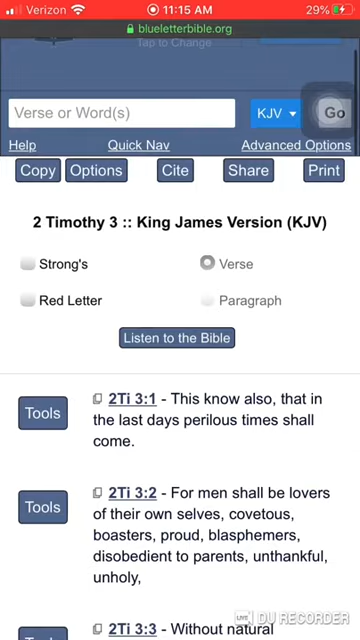 Verizon 11:15 AM 29%
blueletterbible.org
Tap to Change
Verse or Word(s) KJV Go
Help Quick Nav Advanced Options
Copy Options Cite Share Print
2 Timothy 3 :: King James Version (KJV)
Strong's Verse
Red Letter Paragraph
Listen to the Bible
Tools
2Ti 3:1 - This know also, that in
the last days perilous times shall
come.
Tools
2Ti 3:2 - For men shall be lovers
of their own selves, covetous,
boasters, proud, blasphemers,
disobedient to parents, unthankful,
unholy,
Tools
2Ti 3:3 - Without natural
LIVE DU RECORDER